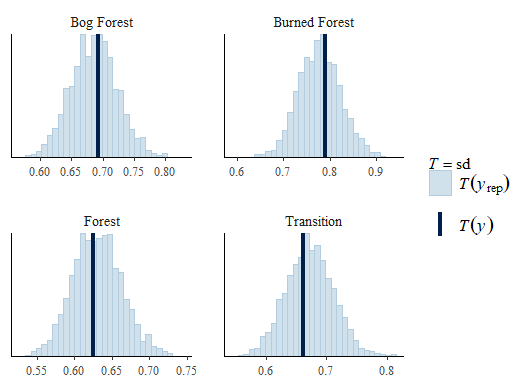 Bog Forest
0.60 0.65 0.70 0.75 0.80
Burned Forest
0.6 0.7 0.8 0.9
Forest
0.55 0.60 0.65 0.70 0.75
Transition
0.6 0.7 0.8
T = sd
T(yrep)
T(y)